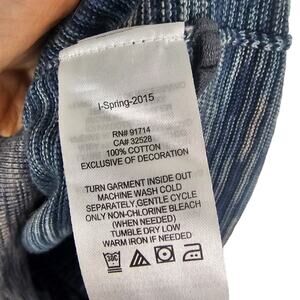 I-Spring-2015
RN# 91714
CA# 32528
100% COTTON
EXCLUSIVE OF DECORATION
TURN GARMENT INSIDE OUT
MACHINE WASH COLD
SEPARATELY, GENTLE CYCLE
ONLY NON-CHLORINE BLEACH
(WHEN NEEDED)
TUMBLE DRY LOW
WARM IRON IF NEEDED